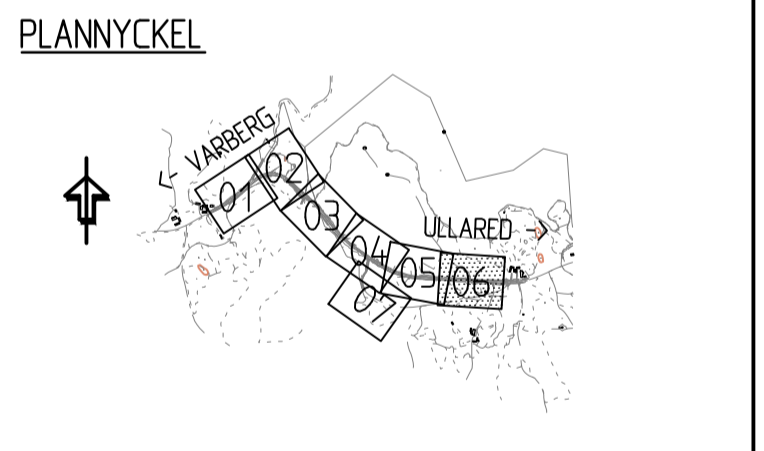 PLANNYCKEL
<- VARBERG
01
02
03
04
05
06
07
ULLARED ->